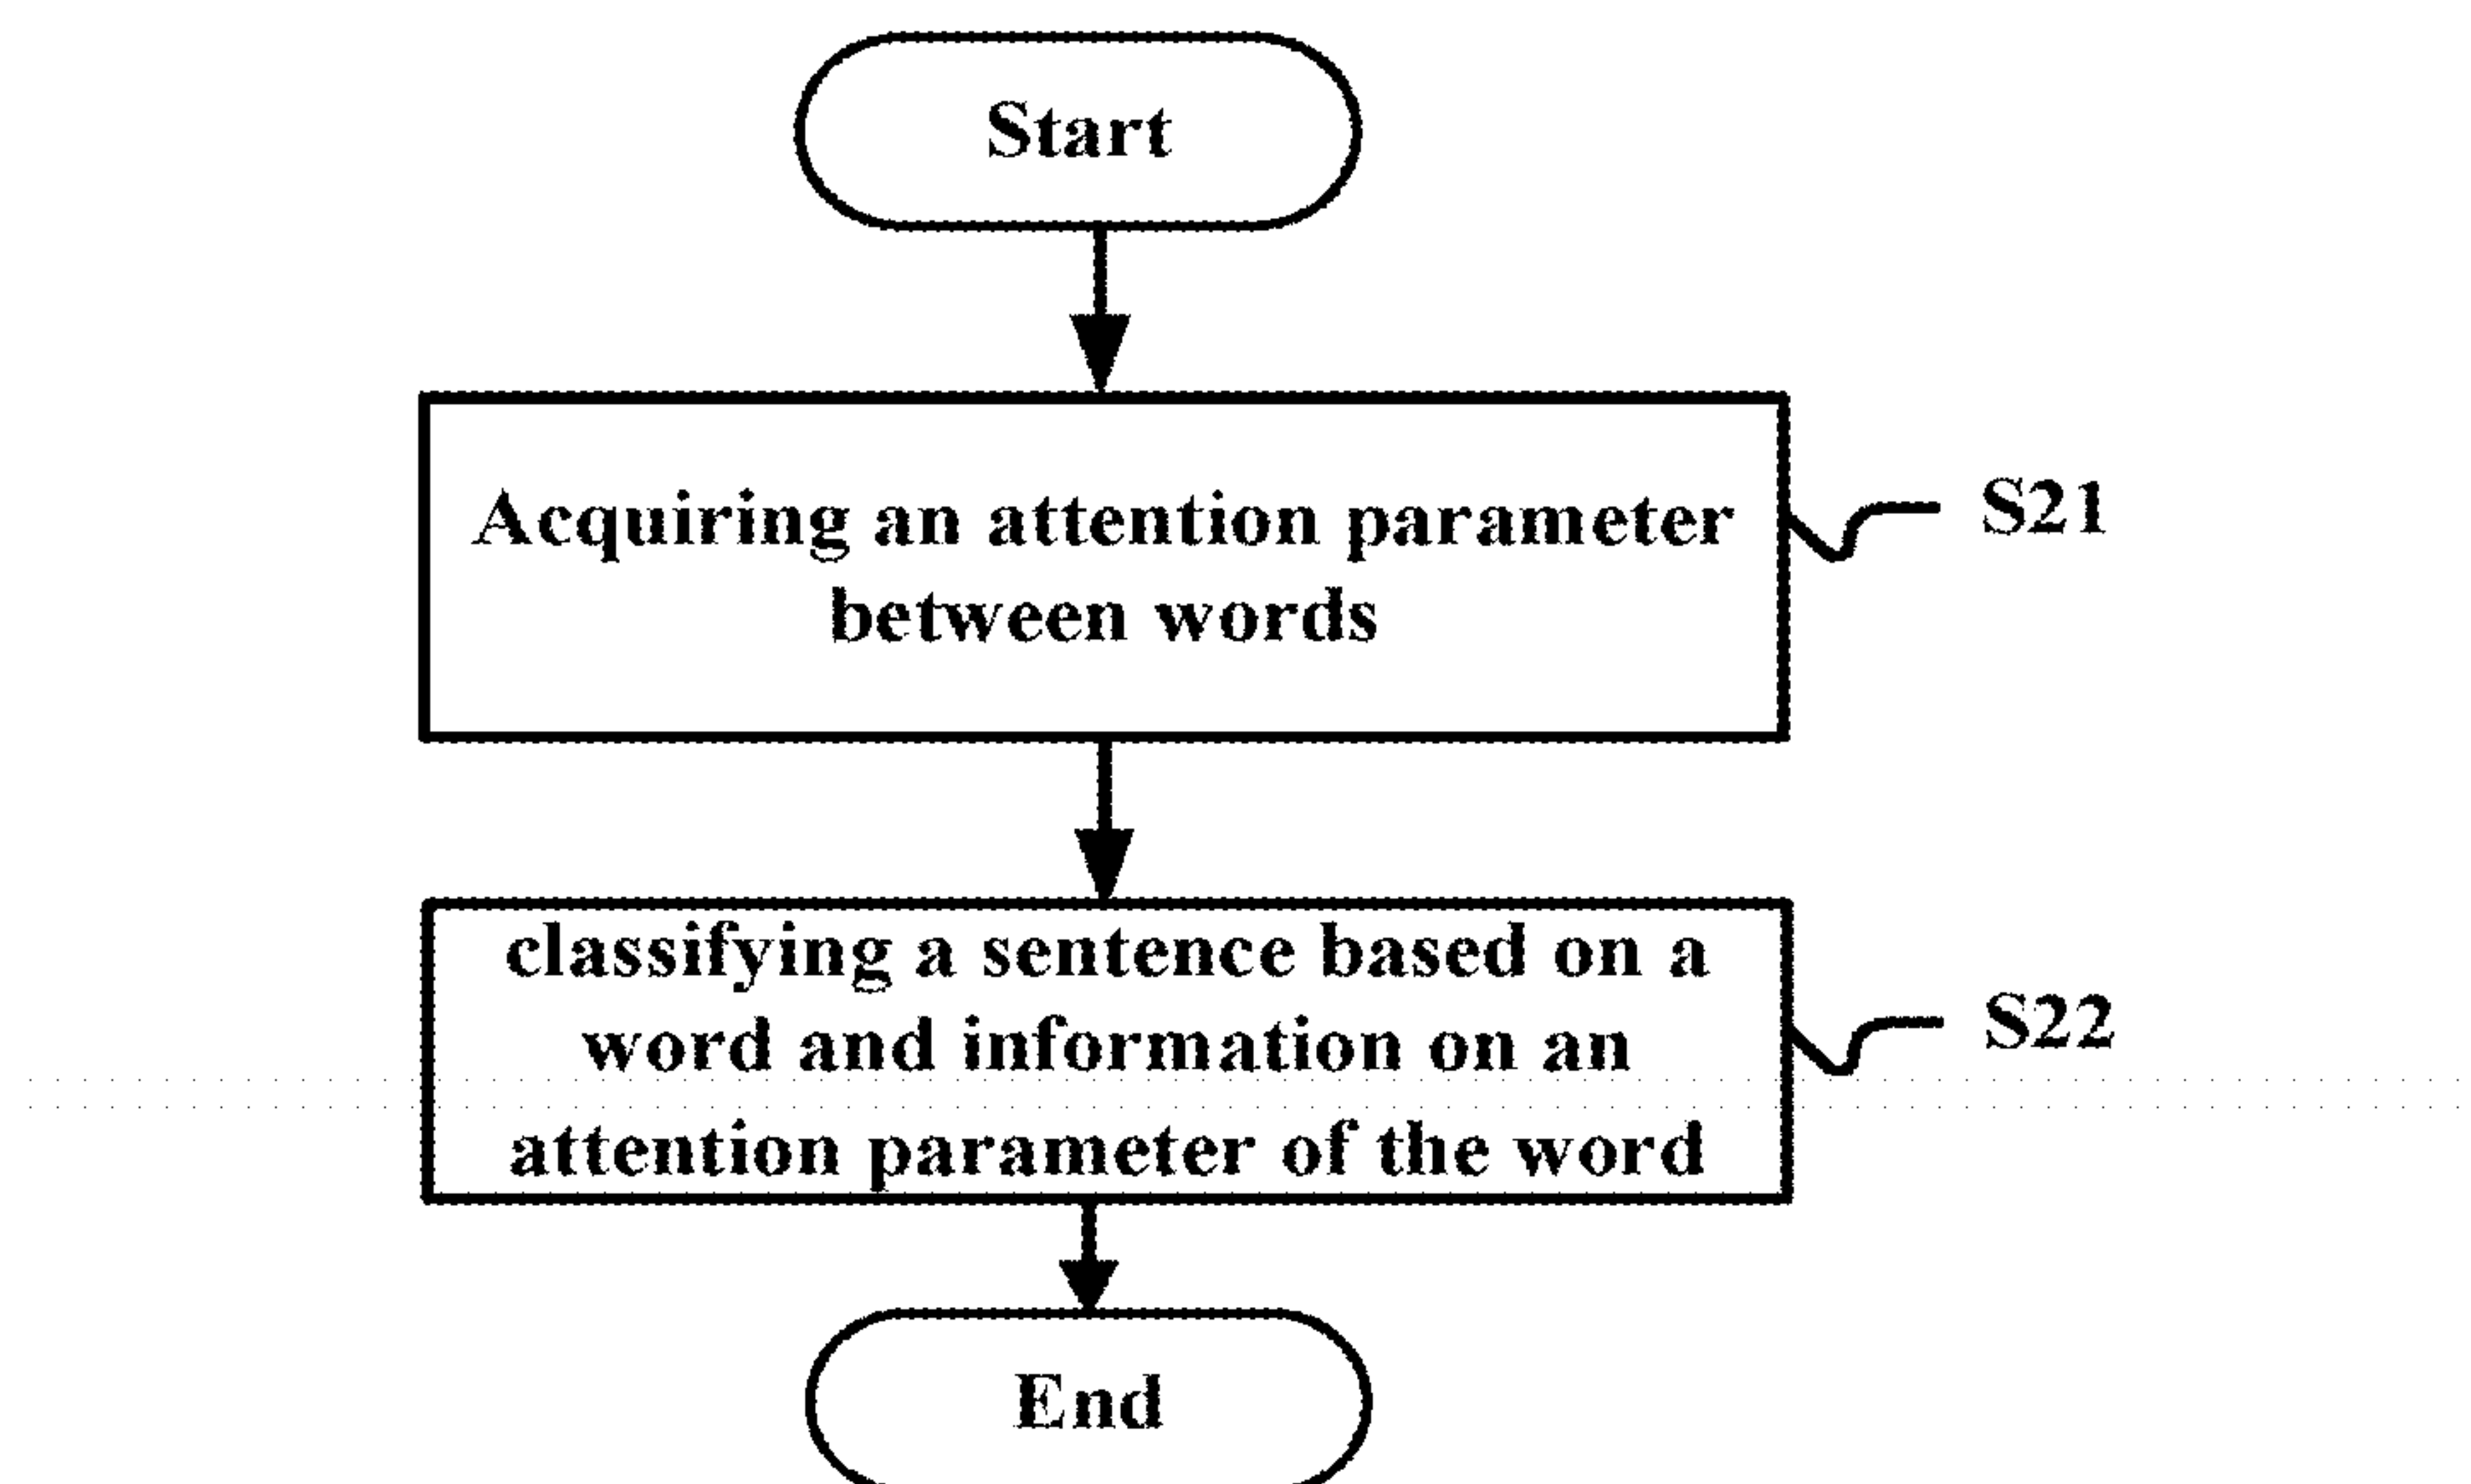 Start
Acquiring an attention parameter
between words
S21
classifying a sentence based on a
word and information on an
attention parameter of the word
S22
End